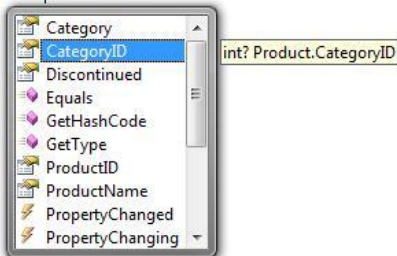 Category
CategoryID int? Product.CategoryID
Discontinued
Equals
GetHashCode
GetType
ProductID
ProductName
PropertyChanged
PropertyChanging